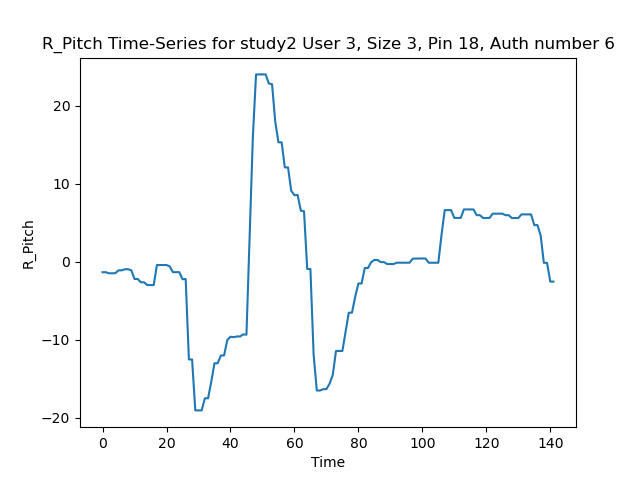 R_Pitch Time-Series for study2 User 3, Size 3, Pin 18, Auth number 6
20
10
0
−10
−20
R_Pitch
0 20 40 60 80 100 120 140
Time